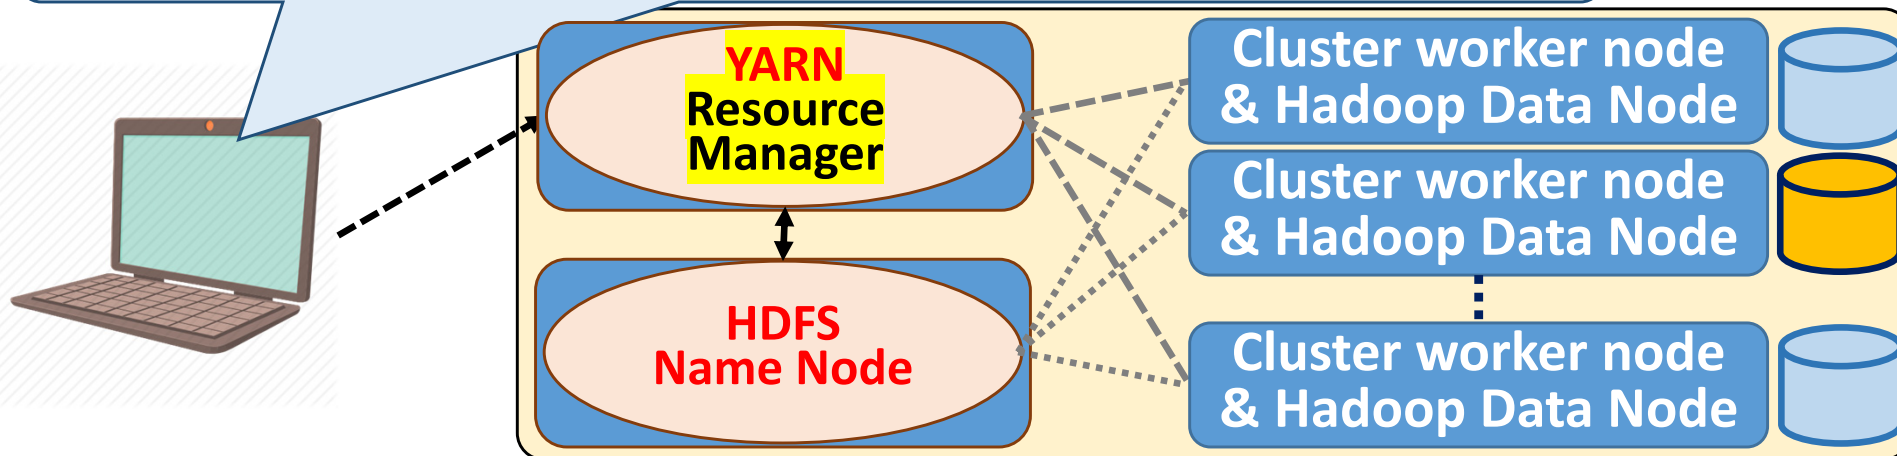 YARN
Resource
Manager
HDFS
Name Node
Cluster worker node
& Hadoop Data Node
Cluster worker node
& Hadoop Data Node
Cluster worker node
& Hadoop Data Node